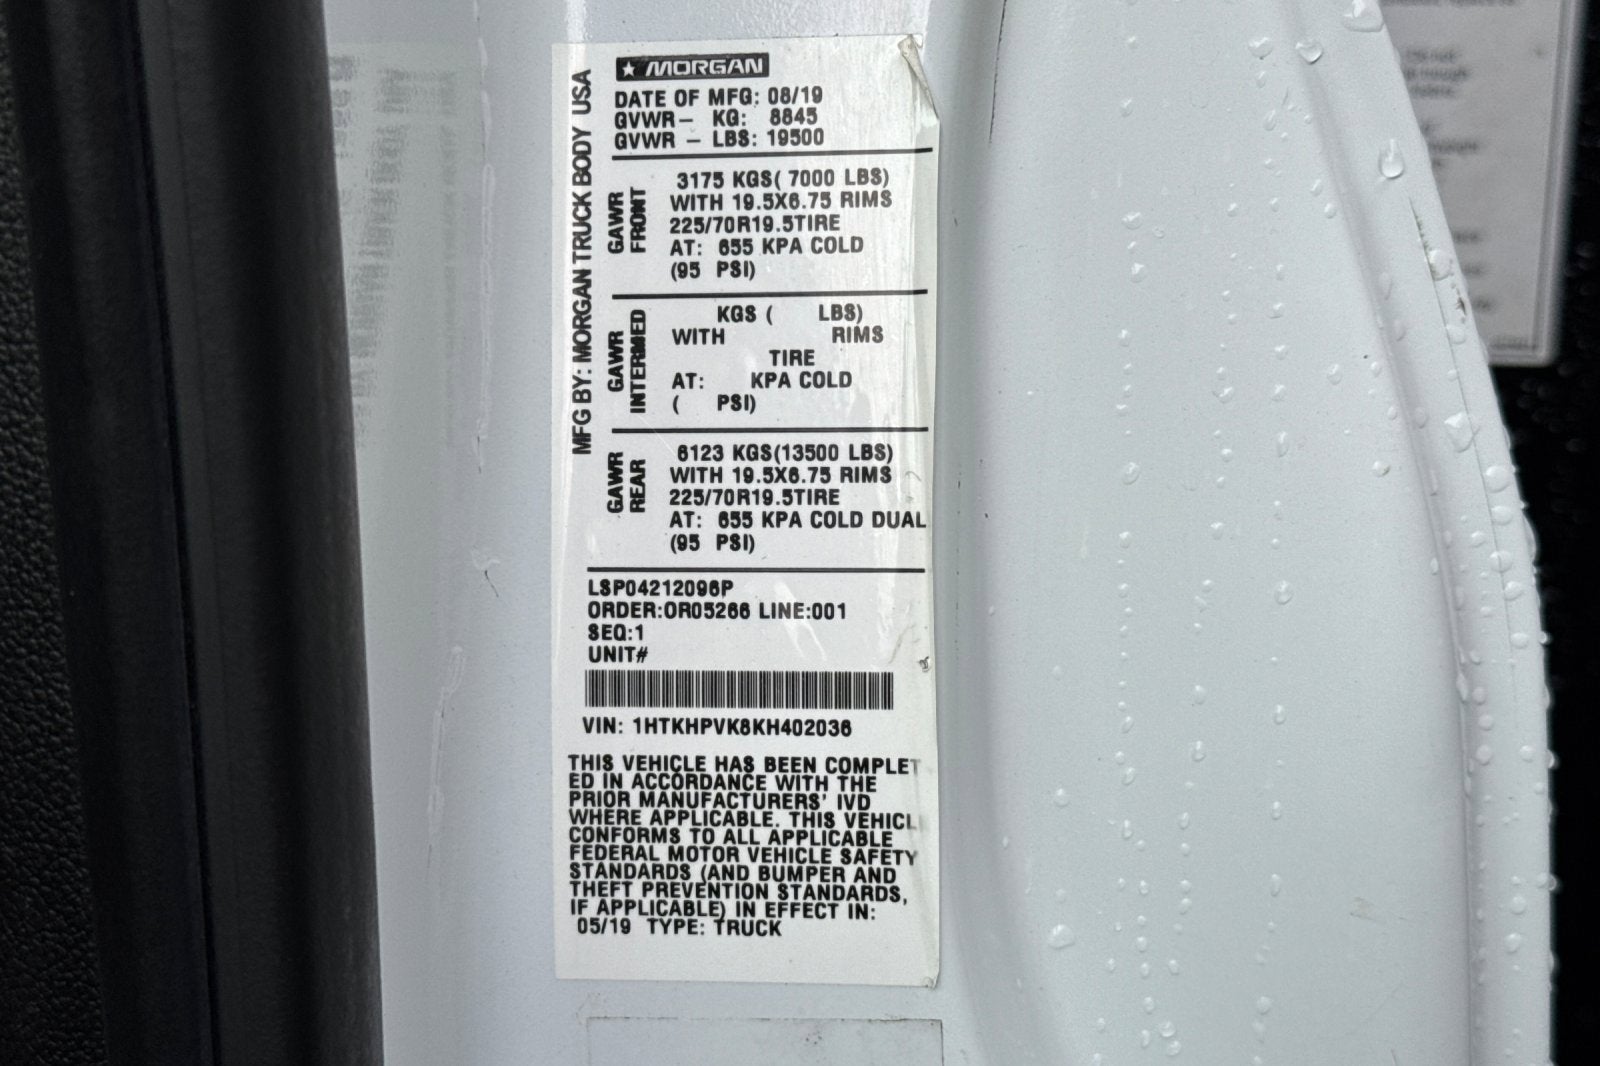 MORGAN
DATE OF MFG: 08/19
GVWR- KG: 8845
GVWR - LBS: 19500
MFG BY: MORGAN TRUCK BODY USA
GAWR FRONT
3175 KGS( 7000 LBS)
WITH 19.5X6.75 RIMS
225/70R19.5TIRE
AT: 655 KPA COLD
(95 PSI)
GAWR INTERMED
KGS ( LBS)
WITH RIMS
TIRE
AT: KPA COLD
( PSI)
GAWR REAR
6123 KGS(13500 LBS)
WITH 19.5X6.75 RIMS
225/70R19.5TIRE
AT: 655 KPA COLD DUAL
(95 PSI)
LSP04212096P
ORDER:OR05266 LINE:001
SEQ:1
UNIT#
VIN: 1HTKHPVK8KH402036
THIS VEHICLE HAS BEEN COMPLET
ED IN ACCORDANCE WITH THE
PRIOR MANUFACTURERS' IVD
WHERE APPLICABLE. THIS VEHICL
CONFORMS TO ALL APPLICABLE
FEDERAL MOTOR VEHICLE SAFETY
STANDARDS (AND BUMPER AND
THEFT PREVENTION STANDARDS,
IF APPLICABLE) IN EFFECT IN:
05/19 TYPE: TRUCK